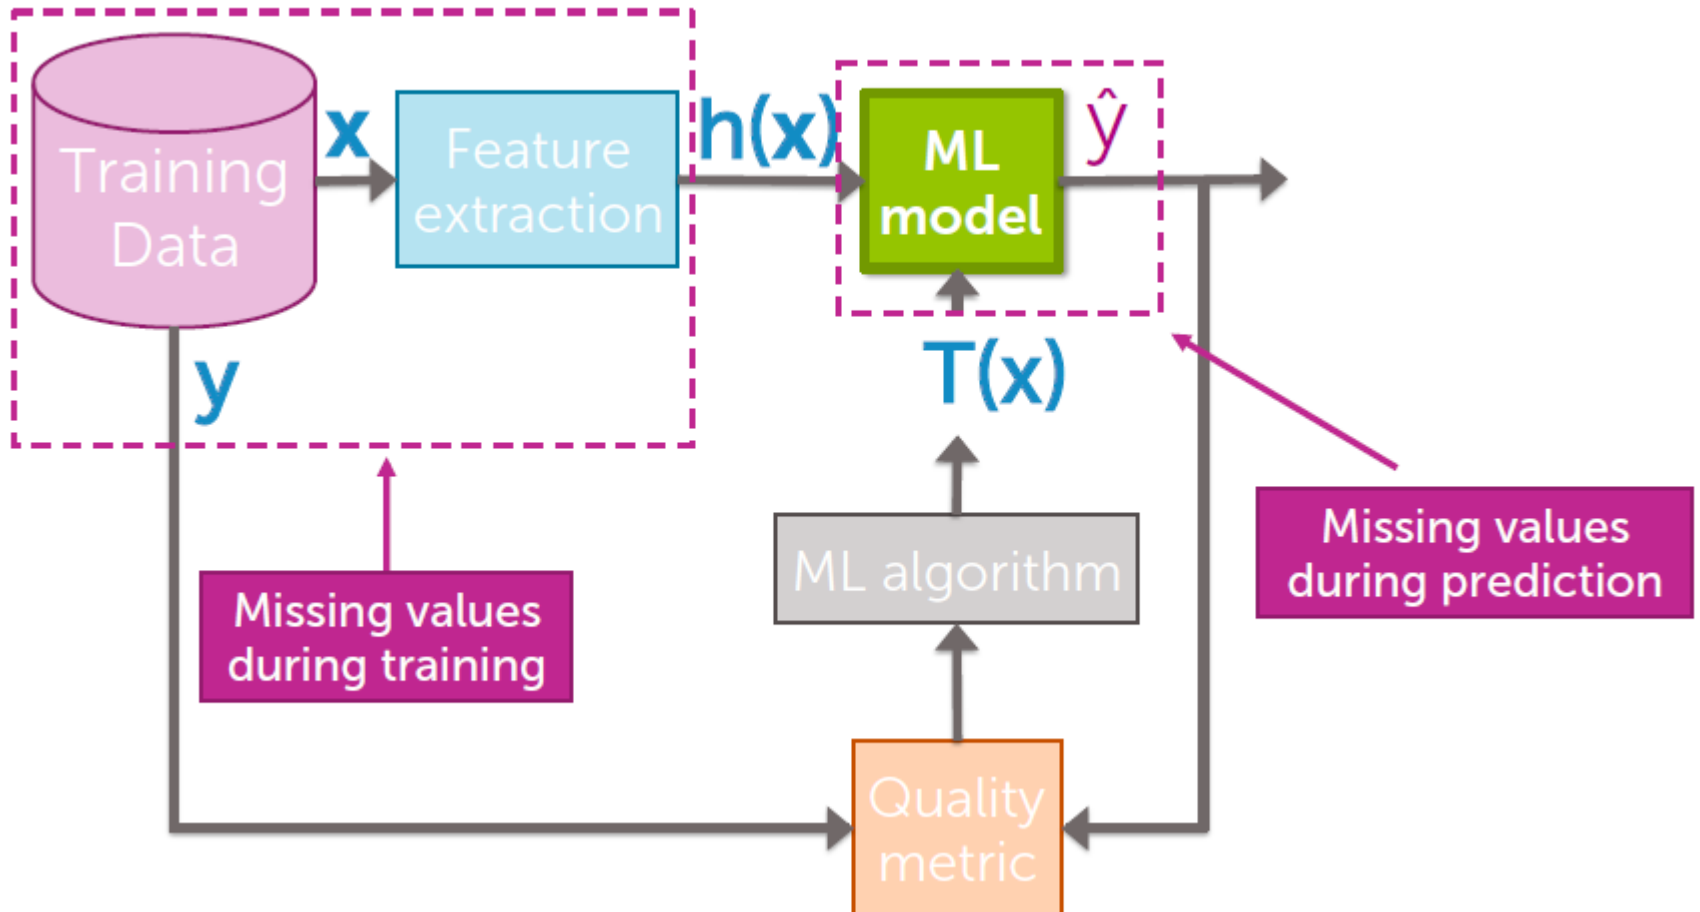 Training
Data
x
Feature
extraction
h(x)
ML
model
ŷ
y
T(x)
ML algorithm
Missing values
during training
Missing values
during prediction
Quality
metric